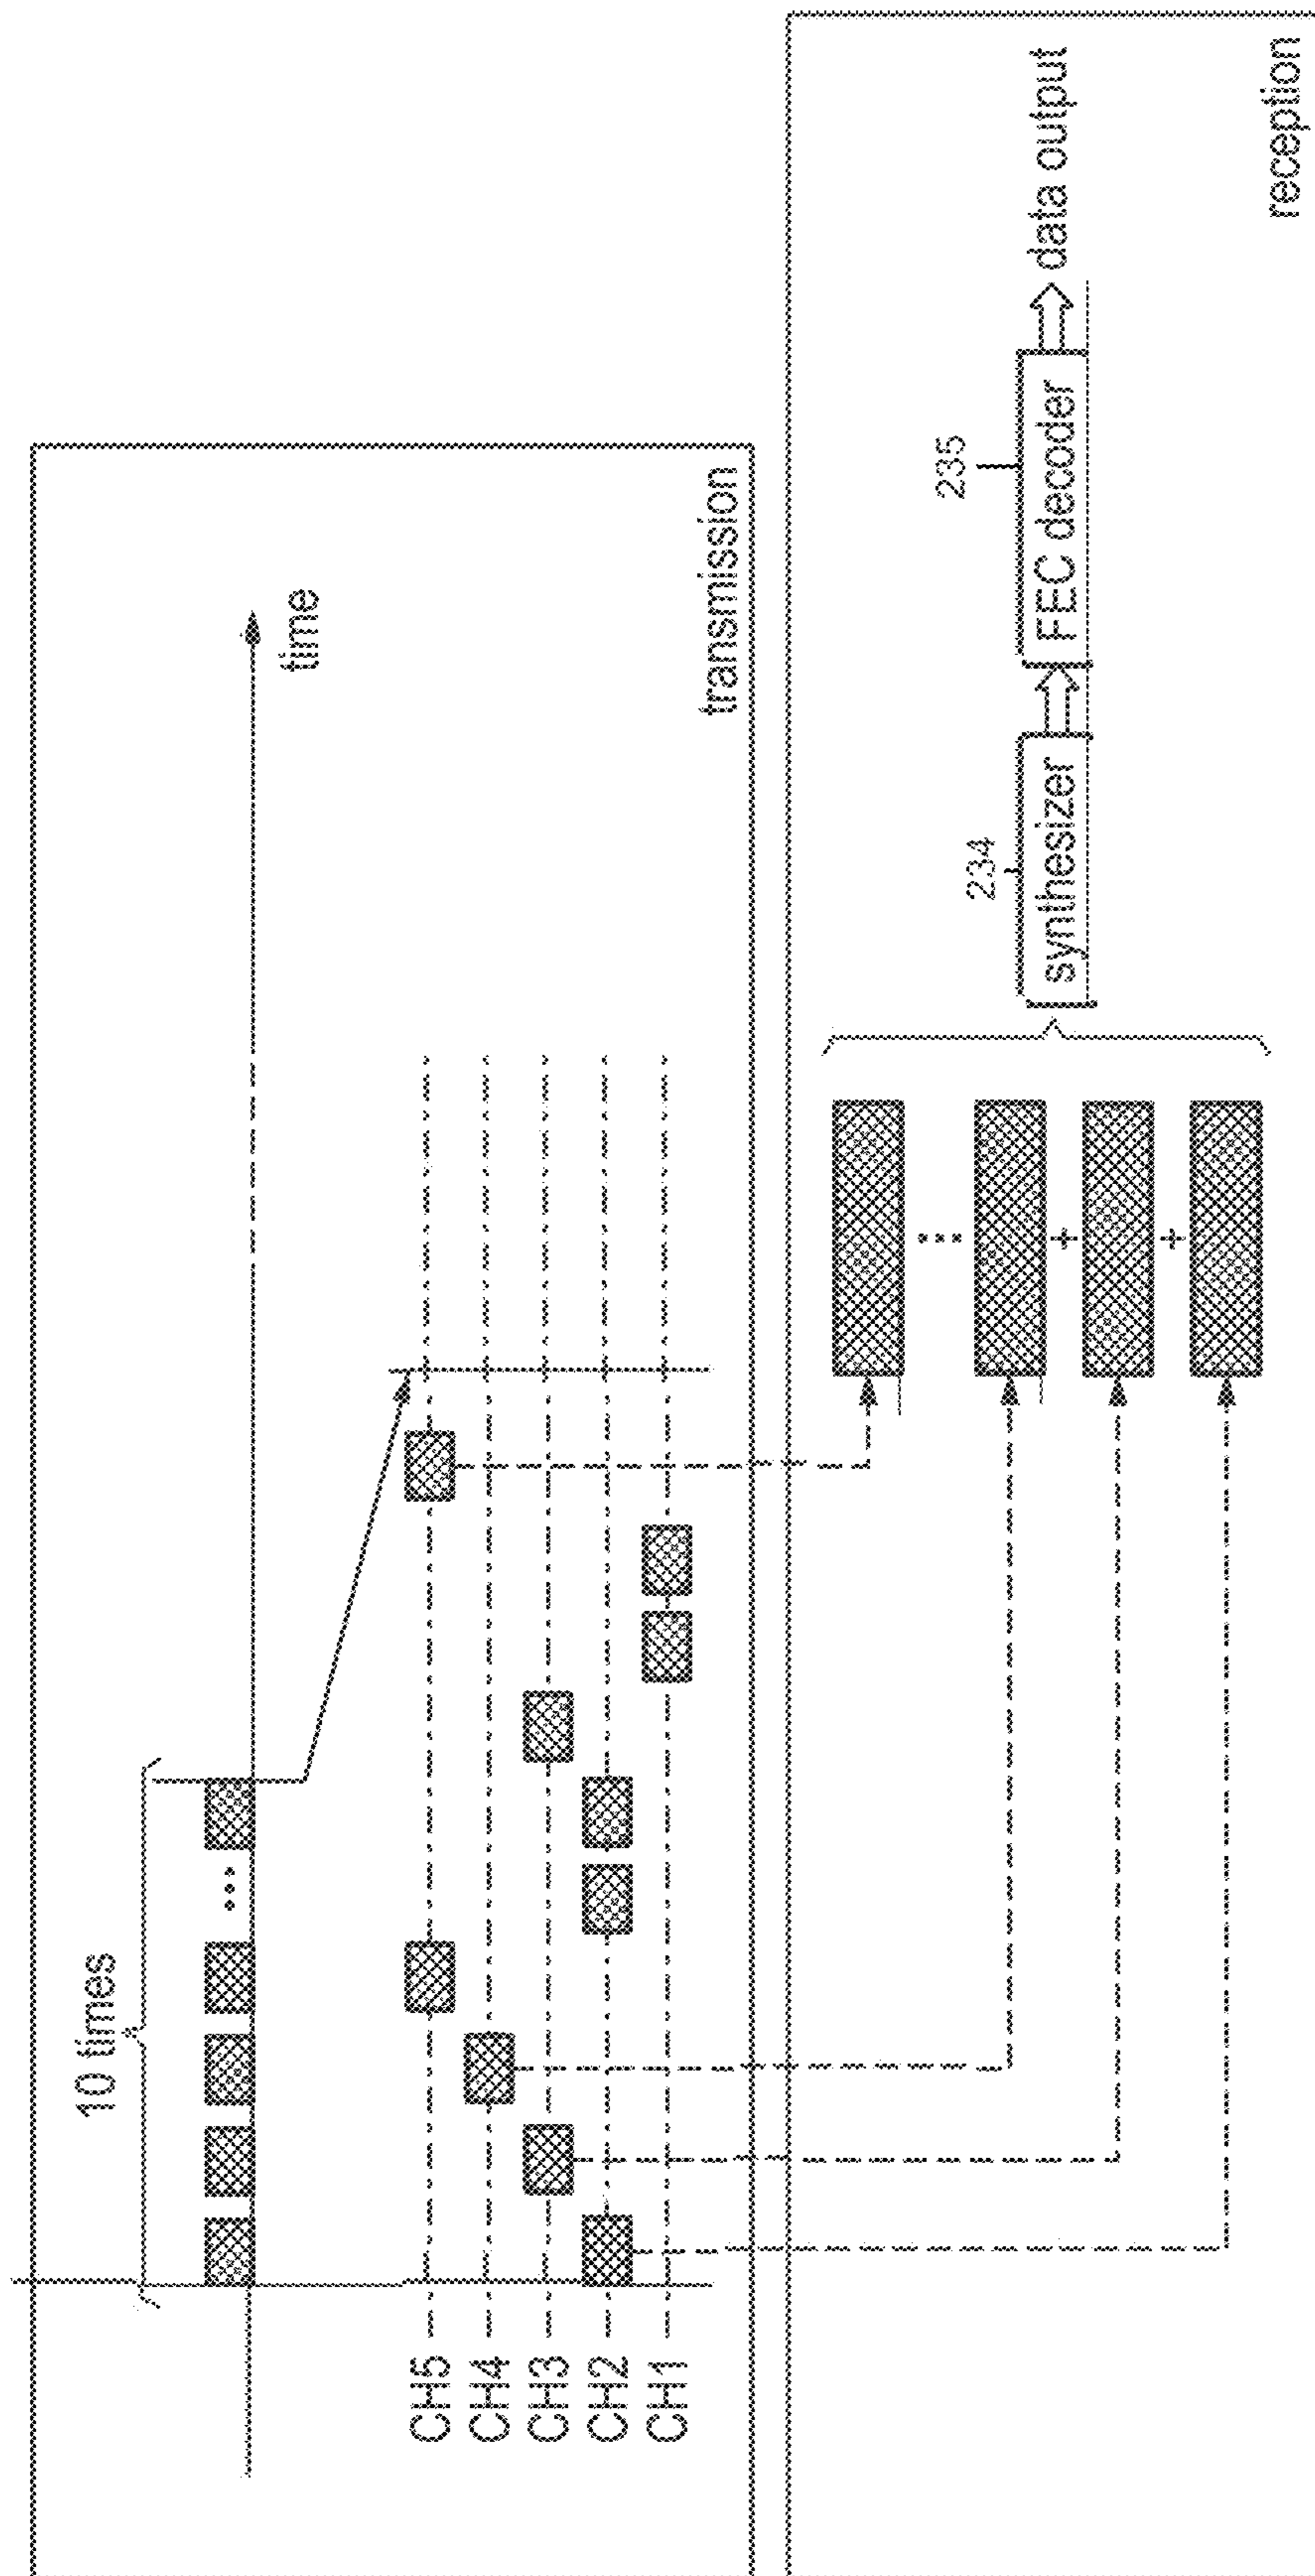 10 times
...
time
CH5
CH4
CH3
CH2
CH1
transmission
...
+
+
234
synthesizer
235
FEC decoder
data output
reception